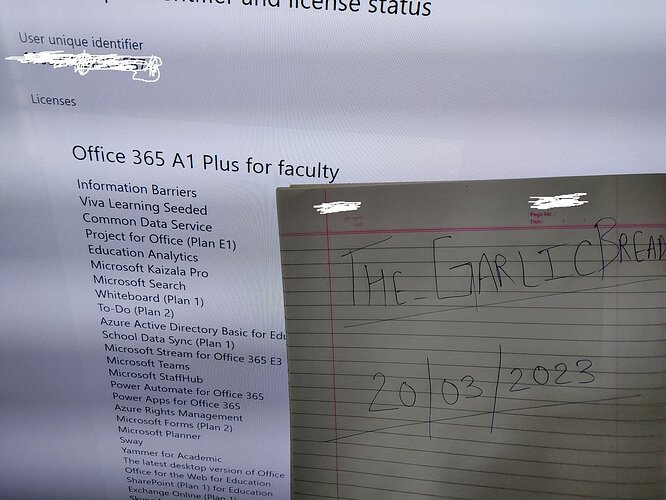 entifier and license status
User unique identifier
Licenses
Office 365 A1 Plus for faculty
Information Barriers
Viva Learning Seeded
Common Data Service
Project for Office (Plan E1)
Education Analytics
Microsoft Kaizala Pro
Microsoft Search
Whiteboard (Plan 1)
To-Do (Plan 2)
Azure Active Directory Basic for Edu
School Data Sync (Plan 1)
Microsoft Stream for Office 365 E3
Microsoft Teams
Microsoft StaffHub
Power Automate for Office 365
Power Apps for Office 365
Azure Rights Management
Microsoft Forms (Plan 2)
Microsoft Planner
Sway
Yammer for Academic
The latest desktop version of Office
Office for the Web for Education
SharePoint (Plan 1) for Education
Exchange Online (Plan 1)
Page No.
Date
THE_GARLICBREAD
20|03|2023